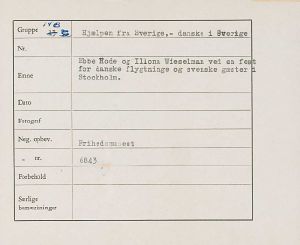 Gruppe Hjælpen fra Sverige,- danske i Sverige
Nr.
Emne Ebbe Rode og Iliona Wieselman ved en fest
for danske flygtninge og svenske gæster i
Stockholm.
Dato
Fotograf
Neg. opbev. Frihedsmuseet
„ nr. 6843
Forbehold
Særlige
bemærkninger